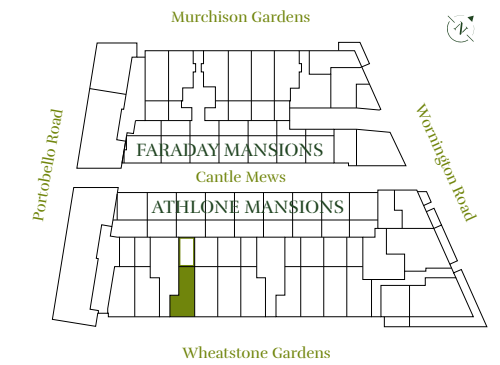 Murchison Gardens
N
Portobello Road
Wornington Road
FARADAY MANSIONS
Cantle Mews
ATHLONE MANSIONS
Wheatstone Gardens